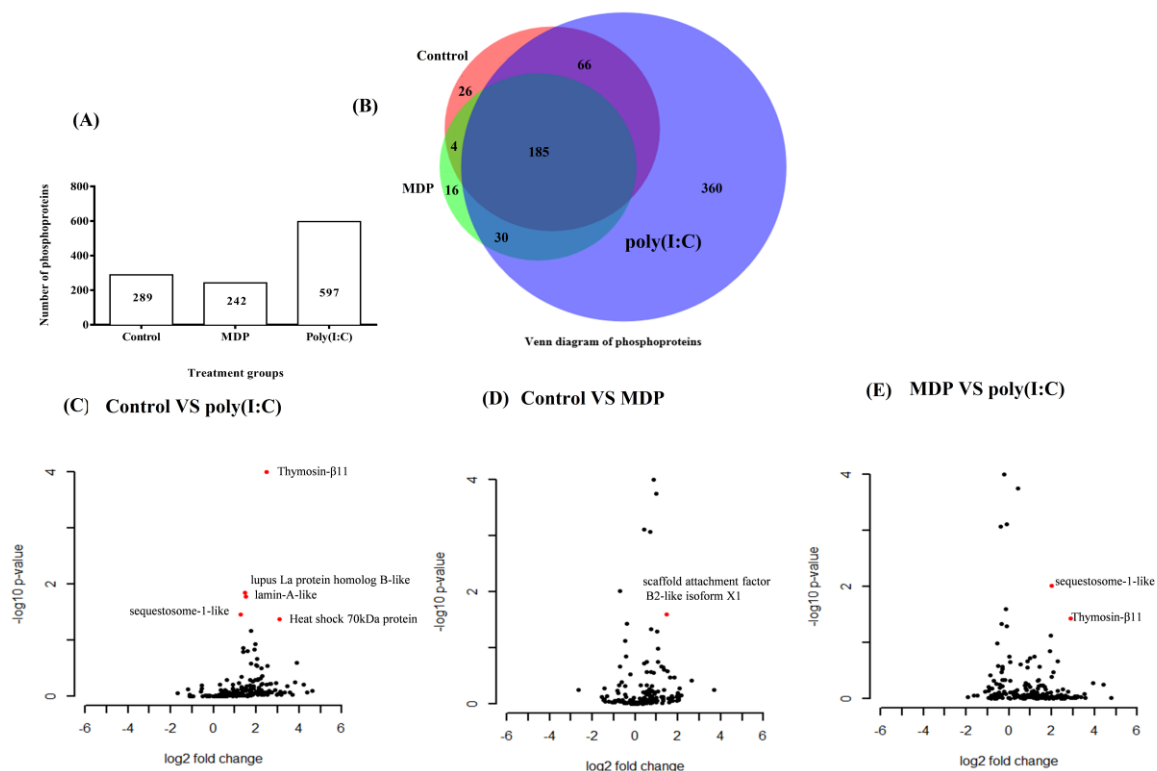 (A)
Number of phosphoproteins
800
600
400
200
0
289
242
597
Control
MDP
Poly(I:C)
Treatment groups
(B)
Conttrol
MDP
poly(I:C)
66
26
4
185
16
30
360
Venn diagram of phosphoproteins
(C) Control VS poly(I:C)
-log10 p-value
4
2
0
Thymosin-β11
lupus La protein homolog B-like
lamin-A-like
sequestosome-1-like
Heat shock 70kDa protein
-6 -4 -2 0 2 4 6
log2 fold change
(D) Control VS MDP
-log10 p-value
4
2
0
scaffold attachment factor
B2-like isoform X1
-6 -4 -2 0 2 4 6
log2 fold change
(E) MDP VS poly(I:C)
-log10 p-value
4
2
0
sequestosome-1-like
Thymosin-β11
-6 -4 -2 0 2 4 6
log2 fold change